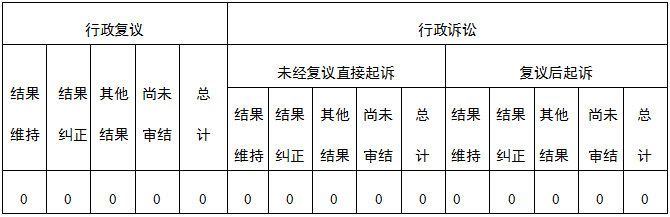 行政复议 行政诉讼
未经复议直接起诉 复议后起诉
结果 结果 其他 尚未 总 结果 结果 其他 尚未 总 结果 结果 其他 尚未 总
维持 纠正 结果 审结 计 维持 纠正 结果 审结 计 维持 纠正 结果 审结 计
0 0 0 0 0 0 0 0 0 0 0 0 0 0 0